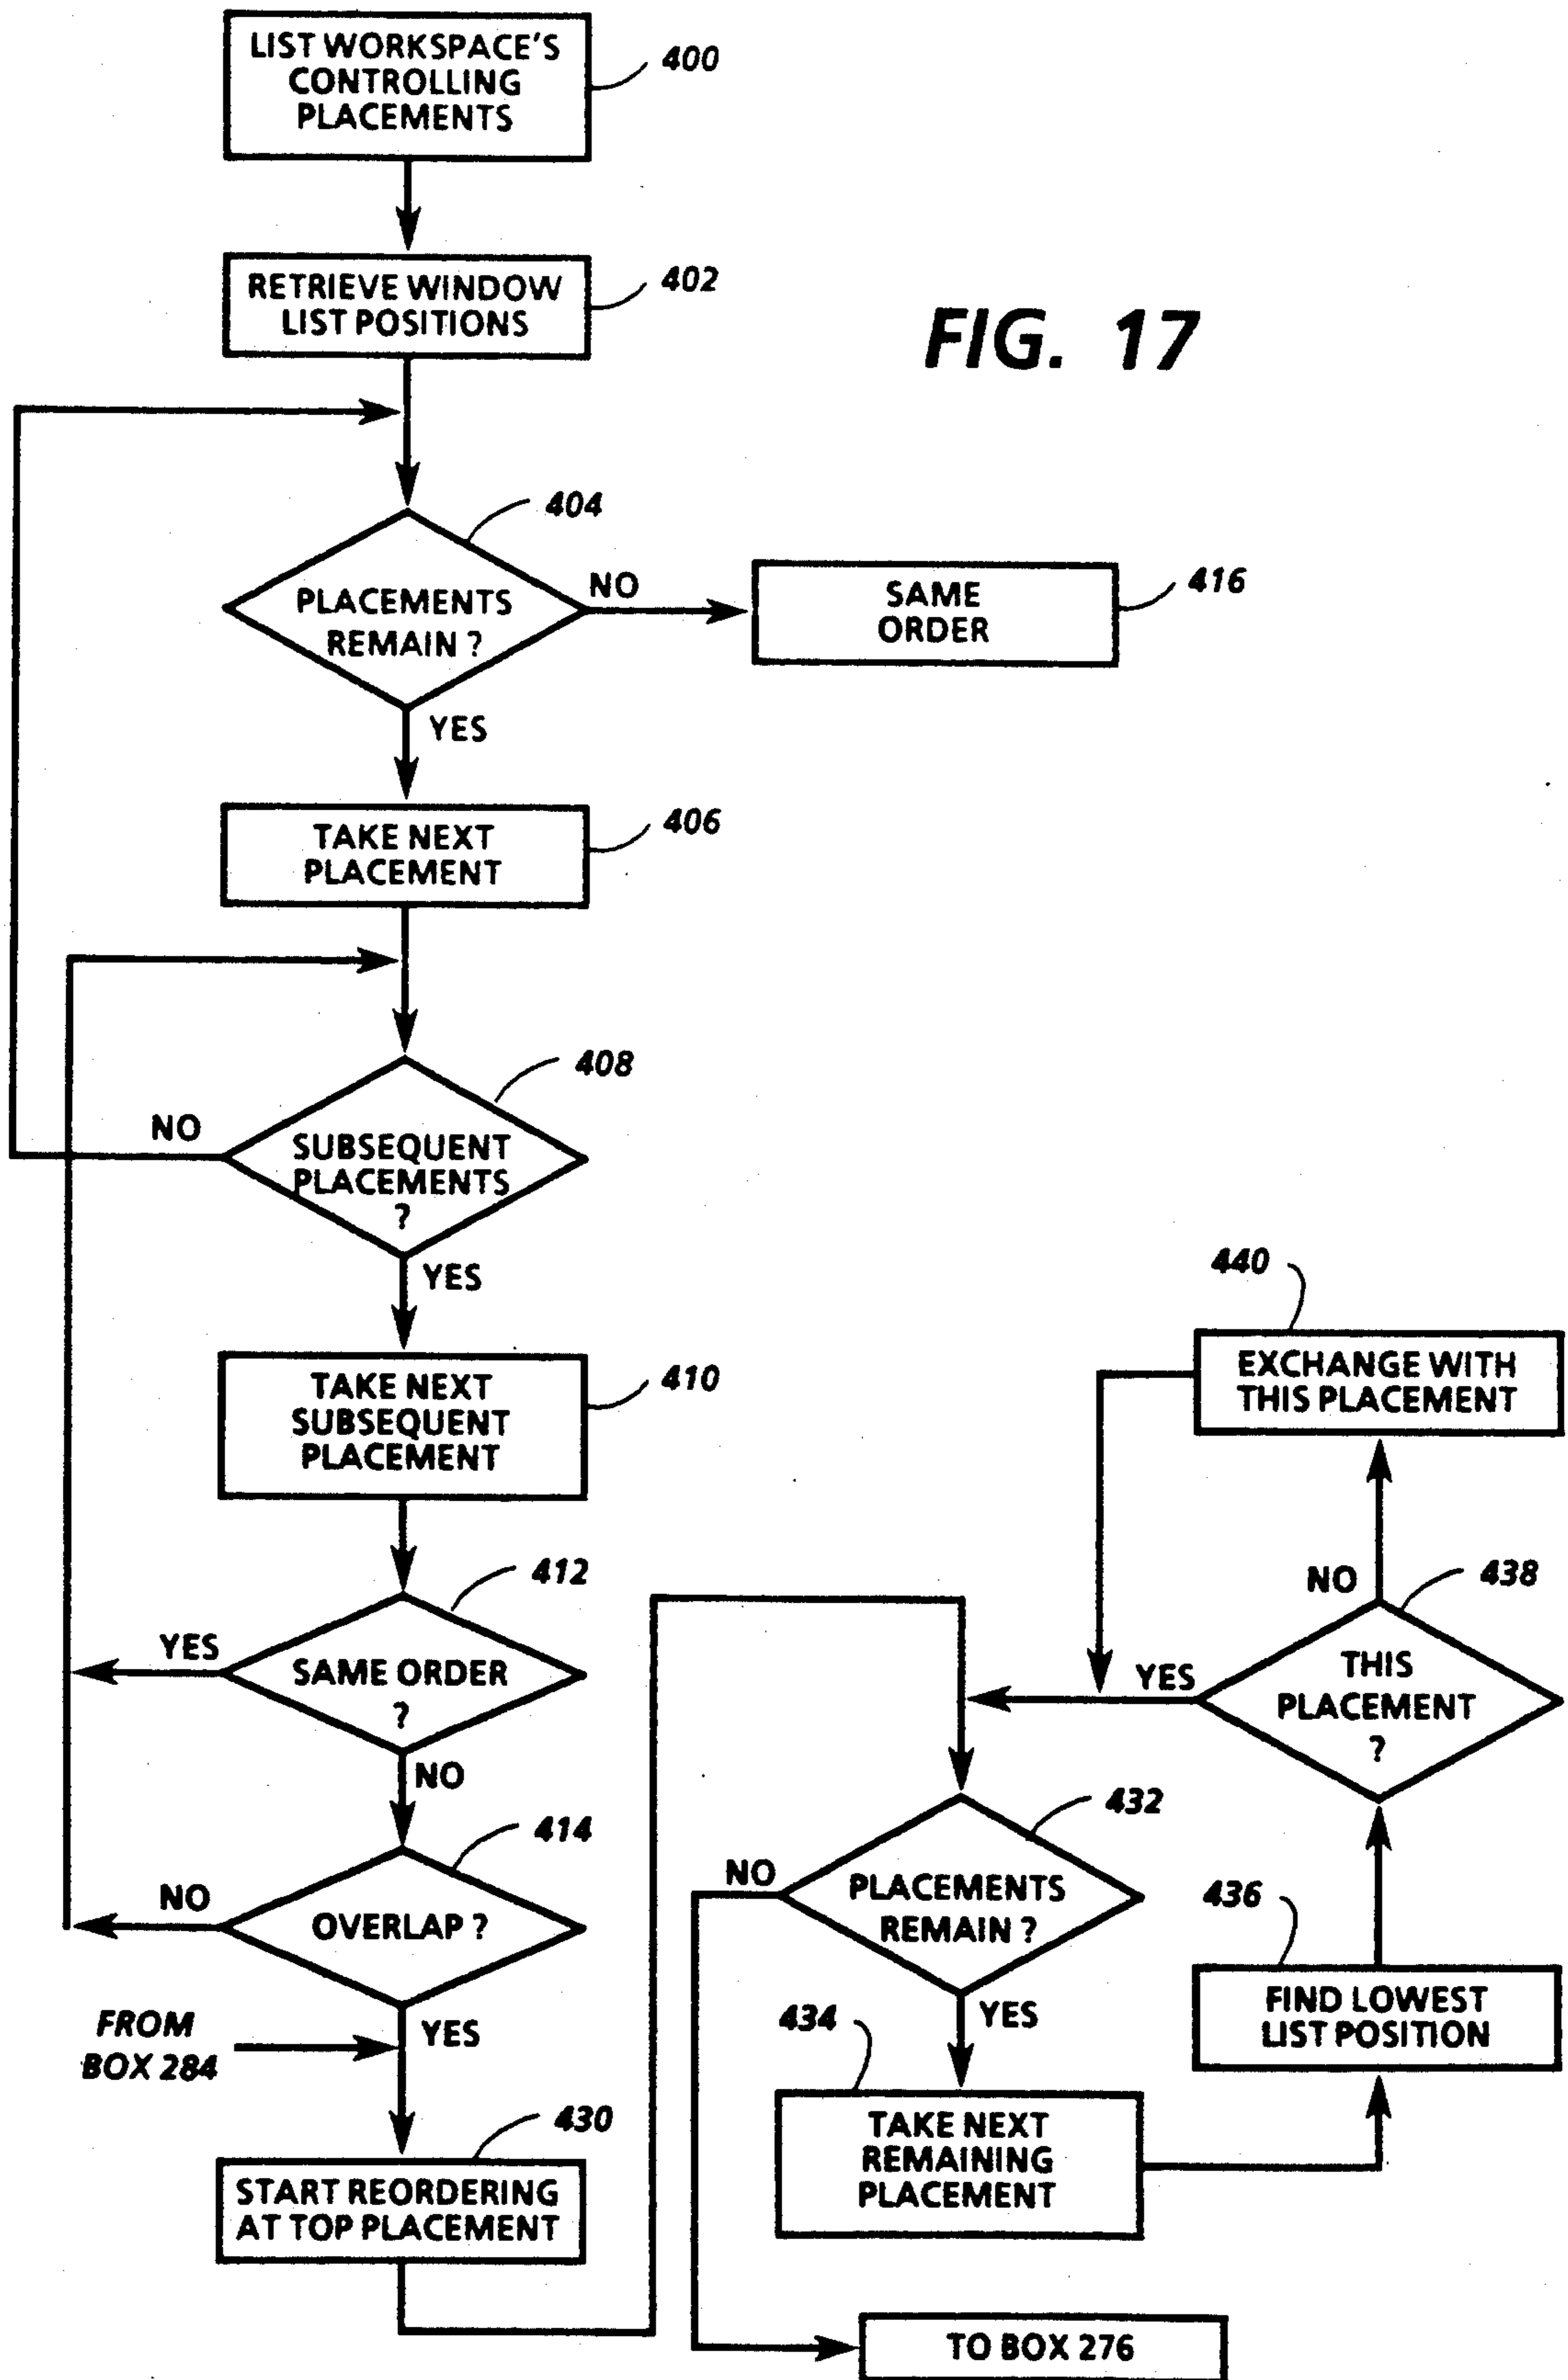 LIST WORKSPACE'S
CONTROLLING
PLACEMENTS
400
RETRIEVE WINDOW
LIST POSITIONS
402
FIG. 17
404
PLACEMENTS
REMAIN ?
NO
SAME
ORDER
416
YES
TAKE NEXT
PLACEMENT
406
408
NO
SUBSEQUENT
PLACEMENTS
?
YES
TAKE NEXT
SUBSEQUENT
PLACEMENT
410
412
YES
SAME ORDER
?
NO
414
NO
OVERLAP ?
FROM
BOX 284
YES
430
START REORDERING
AT TOP PLACEMENT
440
EXCHANGE WITH
THIS PLACEMENT
NO
438
YES
THIS
PLACEMENT
?
432
NO
PLACEMENTS
REMAIN ?
YES
436
FIND LOWEST
LIST POSITION
434
TAKE NEXT
REMAINING
PLACEMENT
TO BOX 276